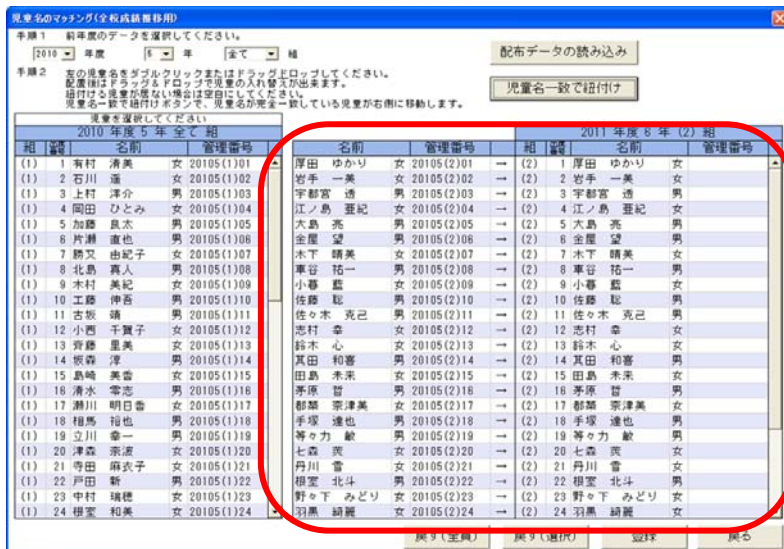 児童名のマッチング(全校成績推移用)
手順1 前年度のデータを選択してください。
2010 年度 5 年 全て 組
配布データの読み込み
手順2 左の児童名をダブルクリックまたはドラッグドロップしてください。
配置後はドラッグ&ドロップで児童の入れ替えが出来ます。
紐付ける児童が居ない場合は空白にしてください。
児童名一致で紐付けボタンで、児童名が完全一致している児童が右側に移動します。
児童名一致で紐付け
児童を選択してください
2010 年度 5 年 全て 組 2011 年度 6 年 (2) 組
組 出席番号 名前 管理番号 名前 管理番号 組 出席番号 名前 管理番号
(1) 1 有村 清美 女 20105(1)01 厚田 ゆかり 女 20105(2)01 → (2) 1 厚田 ゆかり 女
(1) 2 石川 遥 女 20105(1)02 岩手 一美 女 20105(2)02 → (2) 2 岩手 一美 女
(1) 3 上村 洋介 男 20105(1)03 宇都宮 透 男 20105(2)03 → (2) 3 宇都宮 透 男
(1) 4 岡田 ひとみ 女 20105(1)04 江ノ島 亜紀 女 20105(2)04 → (2) 4 江ノ島 亜紀 女
(1) 5 加藤 良太 男 20105(1)05 大島 亮 男 20105(2)05 → (2) 5 大島 亮 男
(1) 6 片瀬 直也 男 20105(1)06 金屋 望 男 20105(2)06 → (2) 6 金屋 望 男
(1) 7 勝又 由紀子 女 20105(1)07 木下 晴美 女 20105(2)07 → (2) 7 木下 晴美 女
(1) 8 北島 真人 男 20105(1)08 車谷 祐一 男 20105(2)08 → (2) 8 車谷 祐一 男
(1) 9 木村 美紀 女 20105(1)09 小暮 藍 女 20105(2)09 → (2) 9 小暮 藍 女
(1) 10 工藤 伸吾 男 20105(1)10 佐藤 聡 男 20105(2)10 → (2) 10 佐藤 聡 男
(1) 11 古坂 靖 男 20105(1)11 佐々木 克己 男 20105(2)11 → (2) 11 佐々木 克己 男
(1) 12 小西 千賀子 女 20105(1)12 志村 幸 女 20105(2)12 → (2) 12 志村 幸 女
(1) 13 斉藤 里美 女 20105(1)13 鈴木 心 女 20105(2)13 → (2) 13 鈴木 心 女
(1) 14 坂森 淳 男 20105(1)14 其田 和喜 男 20105(2)14 → (2) 14 其田 和喜 男
(1) 15 島崎 美香 女 20105(1)15 田島 未来 女 20105(2)15 → (2) 15 田島 未来 女
(1) 16 清水 零志 男 20105(1)16 茅原 哲 男 20105(2)16 → (2) 16 茅原 哲 男
(1) 17 瀬川 明日香 女 20105(1)17 都築 奈津美 女 20105(2)17 → (2) 17 都築 奈津美 女
(1) 18 相馬 裕也 男 20105(1)18 手塚 達也 男 20105(2)18 → (2) 18 手塚 達也 男
(1) 19 立川 幸一 男 20105(1)19 等々力 敏 男 20105(2)19 → (2) 19 等々力 敏 男
(1) 20 津森 奈波 女 20105(1)20 七森 茜 女 20105(2)20 → (2) 20 七森 茜 女
(1) 21 寺田 麻衣子 女 20105(1)21 丹川 雪 女 20105(2)21 → (2) 21 丹川 雪 女
(1) 22 戸田 新 男 20105(1)22 根室 北斗 男 20105(2)22 → (2) 22 根室 北斗 男
(1) 23 中村 瑞穂 女 20105(1)23 野々下 みどり 女 20105(2)23 → (2) 23 野々下 みどり 女
(1) 24 根室 和美 女 20105(1)24 羽黒 綺麗 女 20105(2)24 → (2) 24 羽黒 綺麗 女
戻す(全員) 戻す(選択) 登録 戻る